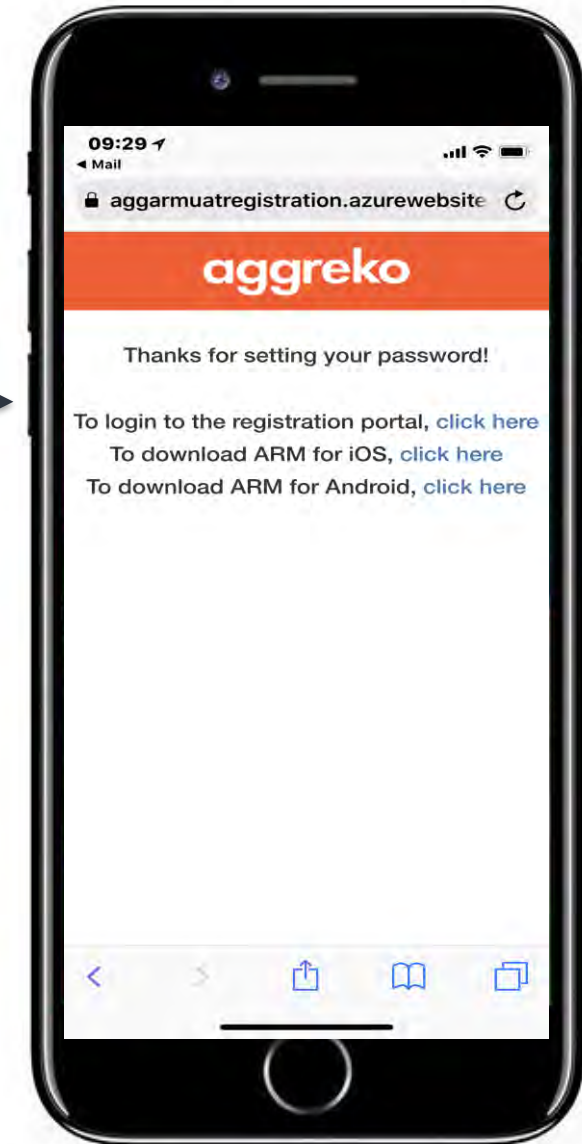 09:29
Mail
aggarmuatregistration.azurewebsite
aggreko
Thanks for setting your password!
To login to the registration portal, click here
To download ARM for iOS, click here
To download ARM for Android, click here